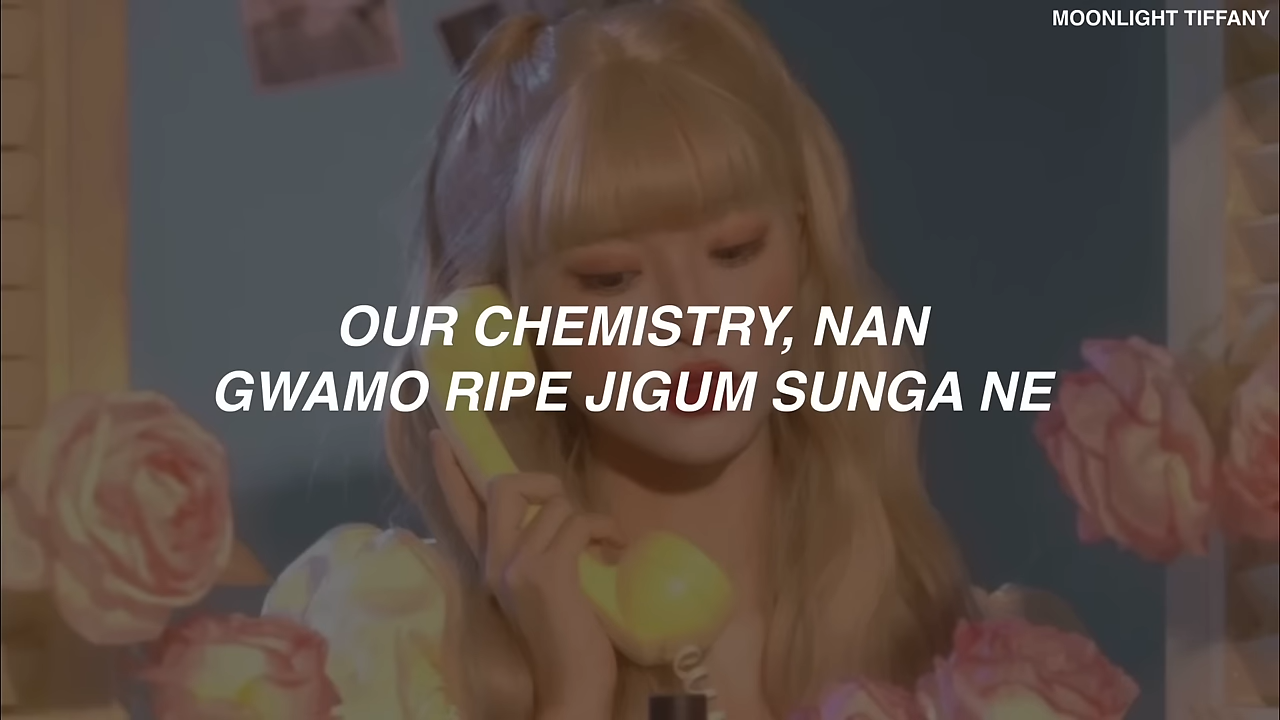 MOONLIGHT TIFFANY
OUR CHEMISTRY, NAN
GWAMO RIPE JIGUM SUNGA NE